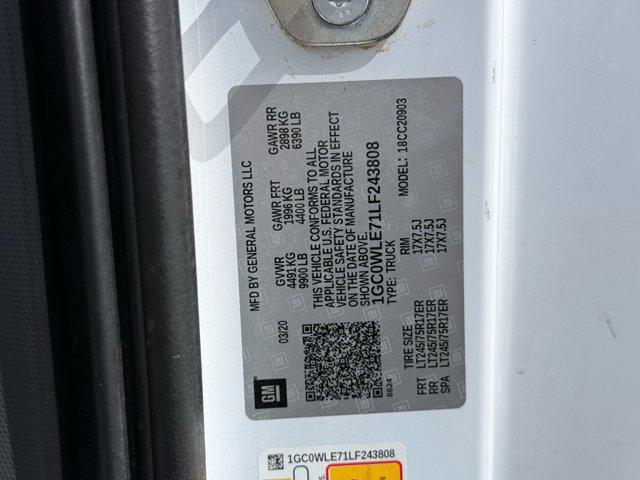 MFD BY GENERAL MOTORS LLC
03/20
GVWR
4491 KG
9900 LB
GAWR FRT
1996 KG
4400 LB
GAWR RR
2898 KG
6390 LB
THIS VEHICLE CONFORMS TO ALL
APPLICABLE U.S. FEDERAL MOTOR
VEHICLE SAFETY STANDARDS IN EFFECT
ON THE DATE OF MANUFACTURE
SHOWN ABOVE.
1GC0WLE71LF243808
TYPE: TRUCK
MODEL: 18CC20903
8624
TIRE SIZE RIM
FRT LT245/75R17ER 17X7.5J
RR LT245/75R17ER 17X7.5J
SPA LT245/75R17ER 17X7.5J
GM
1GC0WLE71LF243808